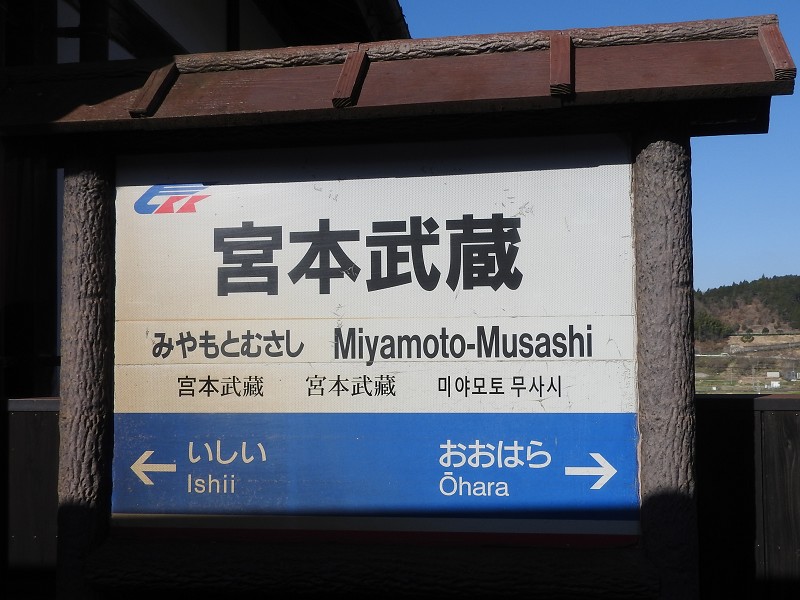 宮本武蔵
みやもとむさし Miyamoto-Musashi
宮本武藏 宮本武藏 미야모토 무사시
← いしい おおはら →
Ishii Ōhara